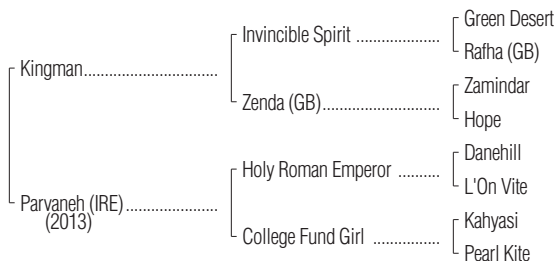 Kingman
Parvaneh (IRE)
(2013)
Invincible Spirit
Zenda (GB)
Holy Roman Emperor
College Fund Girl
Green Desert
Rafha (GB)
Zamindar
Hope
Danehill
L'On Vite
Kahyasi
Pearl Kite